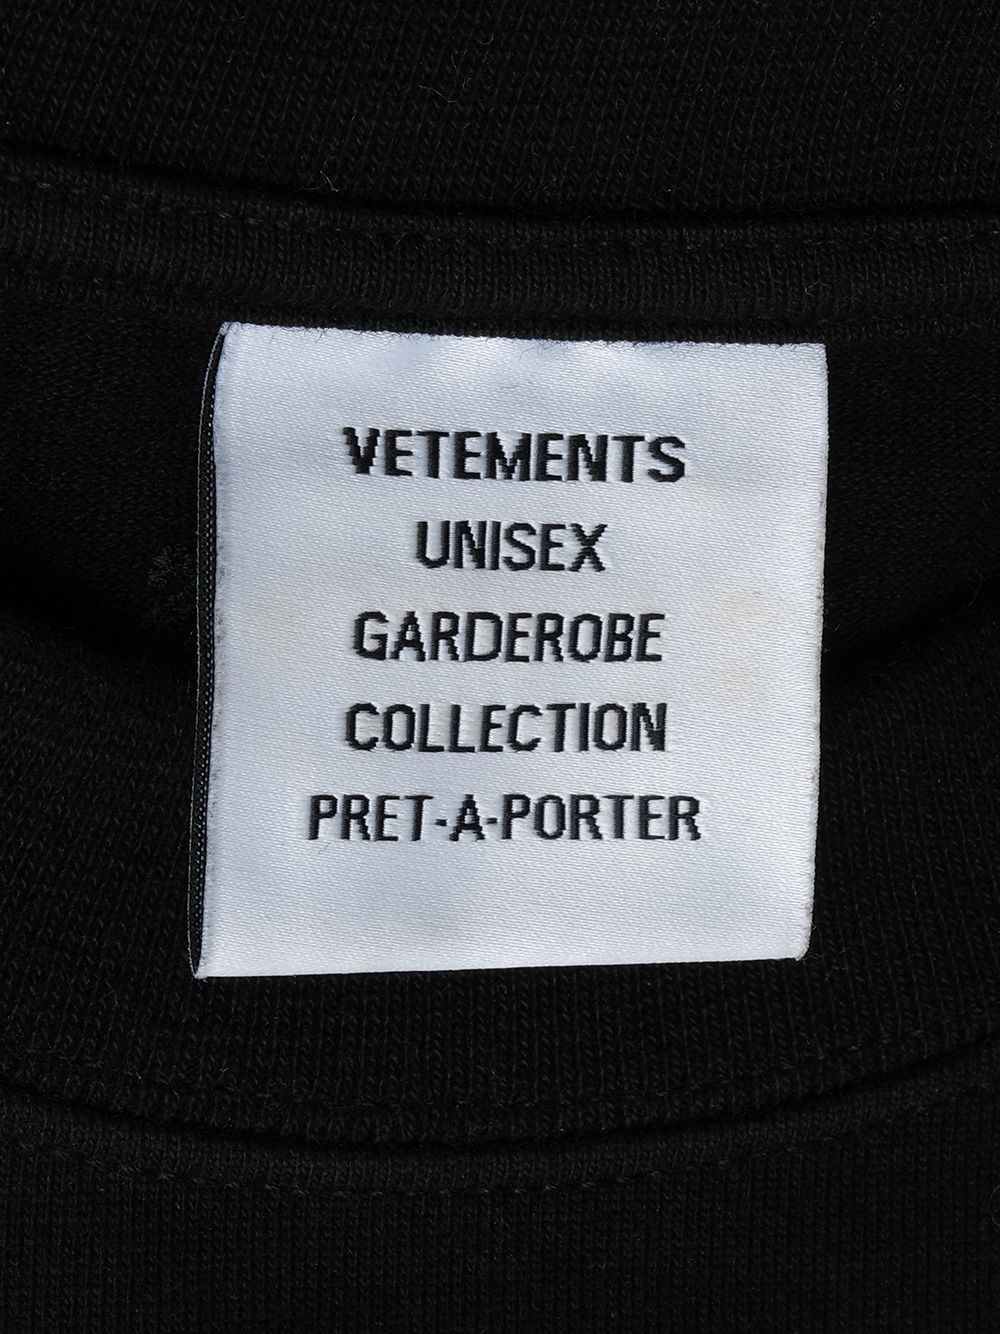 VETEMENTS
UNISEX
GARDEROBE
COLLECTION
PRET-A-PORTER